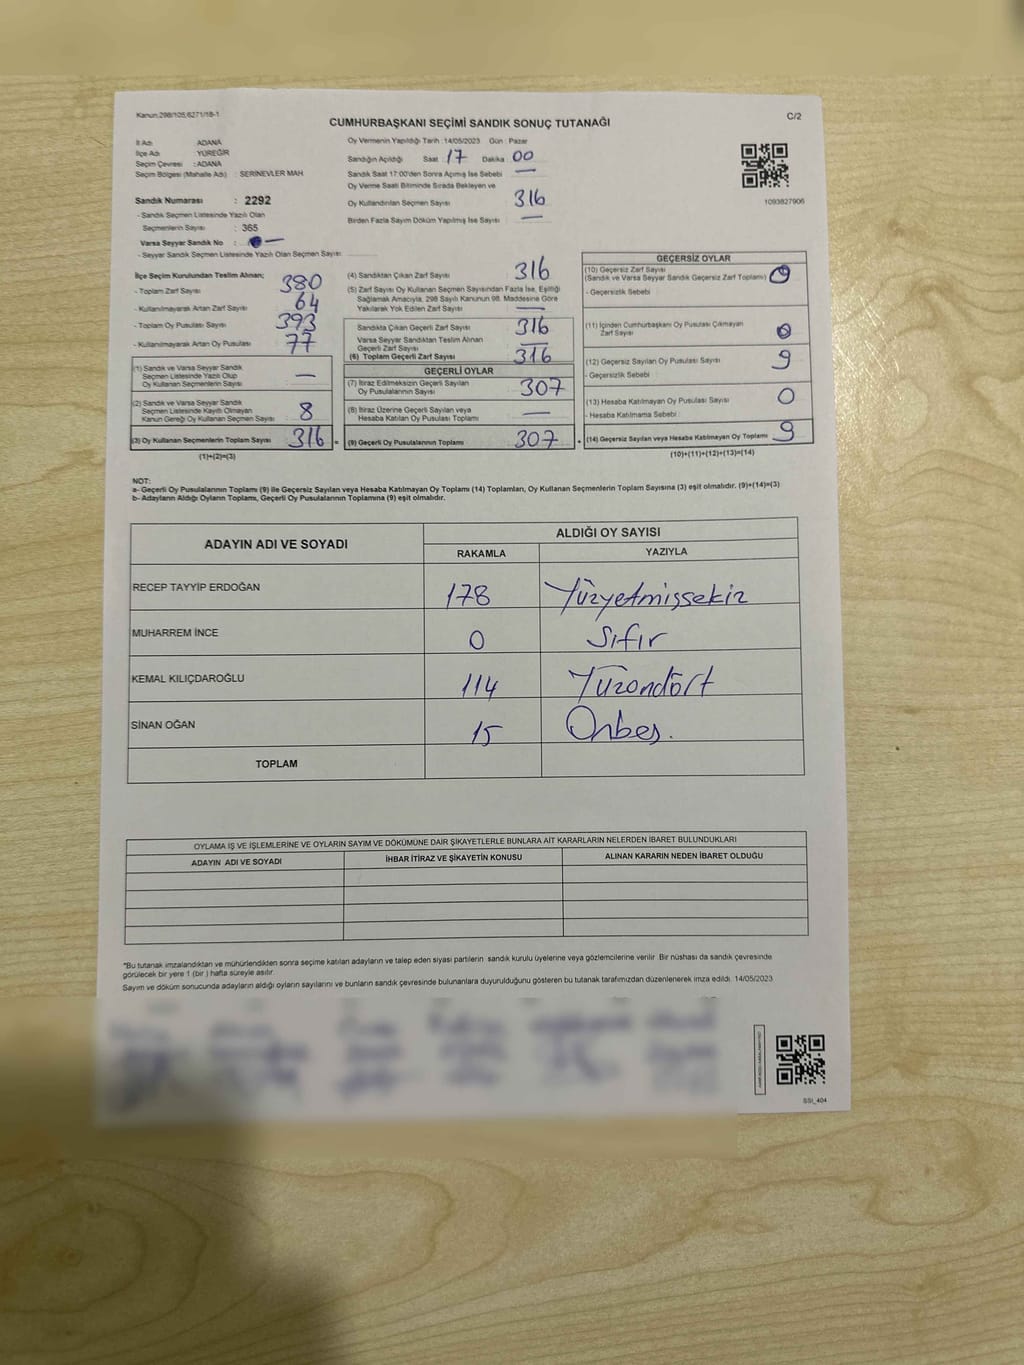 Kanun:298/105,6271/18-1
C/2
CUMHURBAŞKANI SEÇİMİ SANDIK SONUÇ TUTANAĞI
İl Adı : ADANA
İlçe Adı : YÜREĞİR
Seçim Çevresi : ADANA
Seçim Bölgesi (Mahalle Adı) : SERİNEVLER MAH
Sandık Numarası : 2292
- Sandık Seçmen Listesinde Yazılı Olan
Seçmenlerin Sayısı : 365
Varsa Seyyar Sandık No : —
- Seyyar Sandık Seçmen Listesinde Yazılı Olan Seçmen Sayısı
Oy Vermenin Yapıldığı Tarih :14/05/2023 Gün : Pazar
Sandığın Açıldığı Saat : 17 Dakika : 00
Sandık Saat 17:00'den Sonra Açımış İse Sebebi —
Oy Verme Saati Bitiminde Sırada Bekleyen ve
Oy Kullandırılan Seçmen Sayısı 316
Birden Fazla Sayım Döküm Yapılmış İse Sayısı —
1093827906
İlçe Seçim Kurulundan Teslim Alınan;
- Toplam Zarf Sayısı 380
- Kullanılmayarak Artan Zarf Sayısı 64
- Toplam Oy Pusulası Sayısı 393
- Kullanılmayarak Artan Oy Pusulası 77
(1) Sandık ve Varsa Seyyar Sandık
Seçmen Listesinde Yazılı Olup
Oy Kullanan Seçmenlerin Sayısı —
(2) Sandık ve Varsa Seyyar Sandık
Seçmen Listesinde Kayıtlı Olmayan
Kanun Gereği Oy Kullanan Seçmen Sayısı 8
(3) Oy Kullanan Seçmenlerin Toplam Sayısı 316 =
(1)+(2)=(3)
(4) Sandıktan Çıkan Zarf Sayısı 316
(5) Zarf Sayısı Oy Kullanan Seçmen Sayısından Fazla İse, Eşitliği
Sağlamak Amacıyla, 298 Sayılı Kanunun 98. Maddesine Göre
Yakılarak Yok Edilen Zarf Sayısı —
Sandıkta Çıkan Geçerli Zarf Sayısı 316
Varsa Seyyar Sandıktan Teslim Alınan
Geçerli Zarf Sayısı —
(6) Toplam Geçerli Zarf Sayısı 316
GEÇERLİ OYLAR
(7) İtiraz Edilmeksizin Geçerli Sayılan
Oy Pusulalarının Sayısı 307
(8) İtiraz Üzerine Geçerli Sayılan veya
Hesaba Katılan Oy Pusulası Toplamı —
(9) Geçerli Oy Pusulalarının Toplamı 307 +
GEÇERSİZ OYLAR
(10) Geçersiz Zarf Sayısı
(Sandık ve Varsa Seyyar Sandık Geçersiz Zarf Toplamı)
- Geçersizlik Sebebi
(11) İçinden Cumhurbaşkanı Oy Pusulası Çıkmayan
Zarf Sayısı 0
(12) Geçersiz Sayılan Oy Pusulası Sayısı 9
- Geçersizlik Sebebi
(13) Hesaba Katılmayan Oy Pusulası Sayısı 0
- Hesaba Katılmama Sebebi :
(14) Geçersiz Sayılan veya Hesaba Katılmayan Oy Toplamı 9
(10)+(11)+(12)+(13)=(14)
NOT:
a- Geçerli Oy Pusulalarının Toplamı (9) ile Geçersiz Sayılan veya Hesaba Katılmayan Oy Toplamı (14) Toplamları, Oy Kullanan Seçmenlerin Toplam Sayısına (3) eşit olmalıdır. (9)+(14)=(3)
b- Adayların Aldığı Oyların Toplamı, Geçerli Oy Pusulalarının Toplamına (9) eşit olmalıdır.
ADAYIN ADI VE SOYADI
ALDIĞI OY SAYISI
RAKAMLA YAZIYLA
RECEP TAYYİP ERDOĞAN 178 Yüzyetmişsekiz
MUHARREM İNCE 0 Sıfır
KEMAL KILIÇDAROĞLU 114 Yüzondört
SİNAN OĞAN 15 Onbeş.
TOPLAM
OYLAMA İŞ VE İŞLEMLERİNE VE OYLARIN SAYIM VE DÖKÜMÜNE DAİR ŞİKAYETLERLE BUNLARA AİT KARARLARIN NELERDEN İBARET BULUNDUKLARI
ADAYIN ADI VE SOYADI İHBAR İTİRAZ VE ŞİKAYETİN KONUSU ALINAN KARARIN NEDEN İBARET OLDUĞU
*Bu tutanak imzalandıktan ve mühürlendikten sonra seçime katılan adayların ve talep eden siyasi partilerin sandık kurulu üyelerine veya gözlemcilerine verilir. Bir nüshası da sandık çevresinde
görülecek bir yere 1 (bir ) hafta süreyle asılır.
Sayım ve döküm sonucunda adayların aldığı oyların sayılarını ve bunların sandık çevresinde bulunanlara duyurulduğunu gösteren bu tutanak tarafımızdan düzenlenerek imza edildi. 14/05/2023
SSI_404